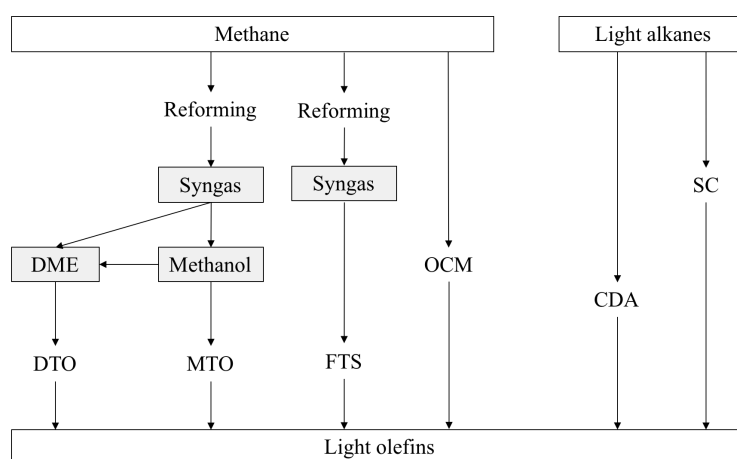 Methane
Light alkanes
Reforming
Reforming
Syngas
Syngas
SC
DME
Methanol
OCM
CDA
DTO
MTO
FTS
Light olefins